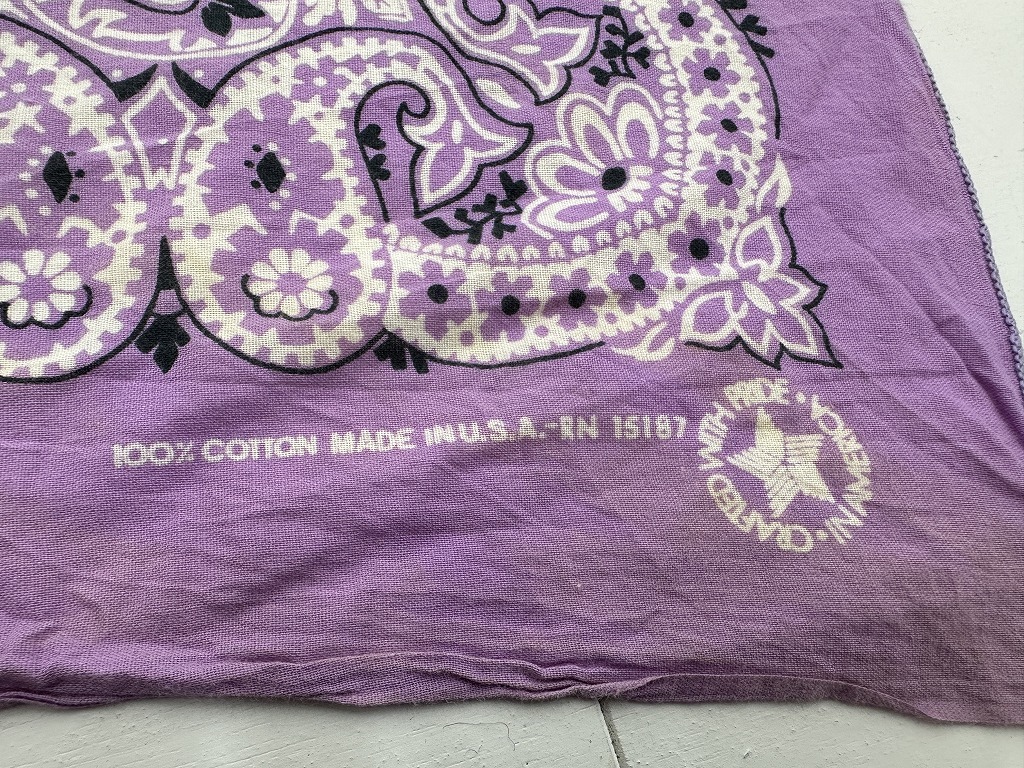 100% COTTON MADE IN U.S.A.-RN 15187
CRAFTED WITH PRIDE • IN AMERICA •